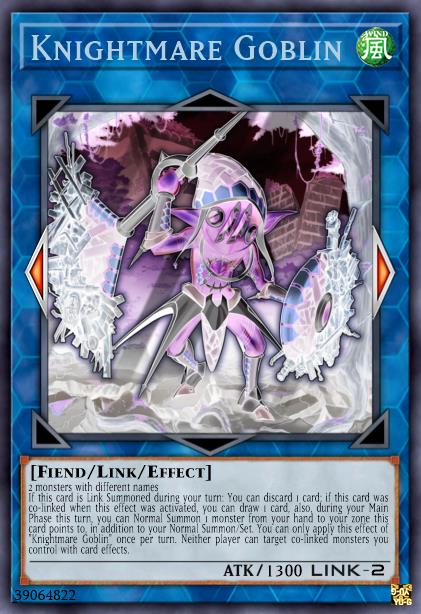 Knightmare Goblin
WIND
風
[Fiend/Link/Effect]
2 monsters with different names
If this card is Link Summoned during your turn: You can discard 1 card; if this card was
co-linked when this effect was activated, you can draw 1 card, also, during your Main
Phase this turn, you can Normal Summon 1 monster from your hand to your zone this
card points to, in addition to your Normal Summon/Set. You can only apply this effect of
"Knightmare Goblin" once per turn. Neither player can target co-linked monsters you
control with card effects.
ATK/1300 LINK-2
39064822